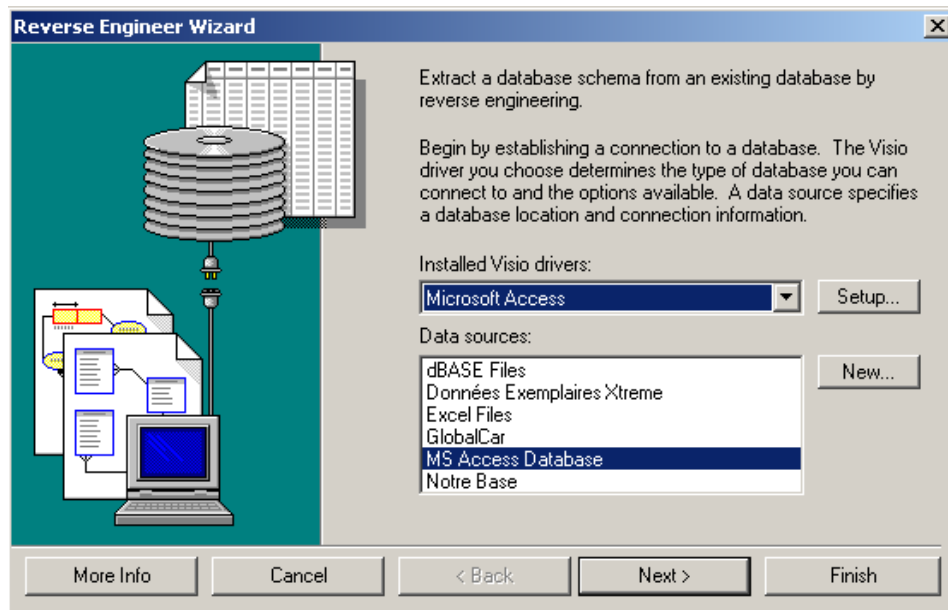 Reverse Engineer Wizard
Extract a database schema from an existing database by
reverse engineering.
Begin by establishing a connection to a database. The Visio
driver you choose determines the type of database you can
connect to and the options available. A data source specifies
a database location and connection information.
Installed Visio drivers:
Microsoft Access
Setup...
Data sources:
dBASE Files
Données Exemplaires Xtreme
Excel Files
GlobalCar
MS Access Database
Notre Base
New...
More Info
Cancel
< Back
Next >
Finish